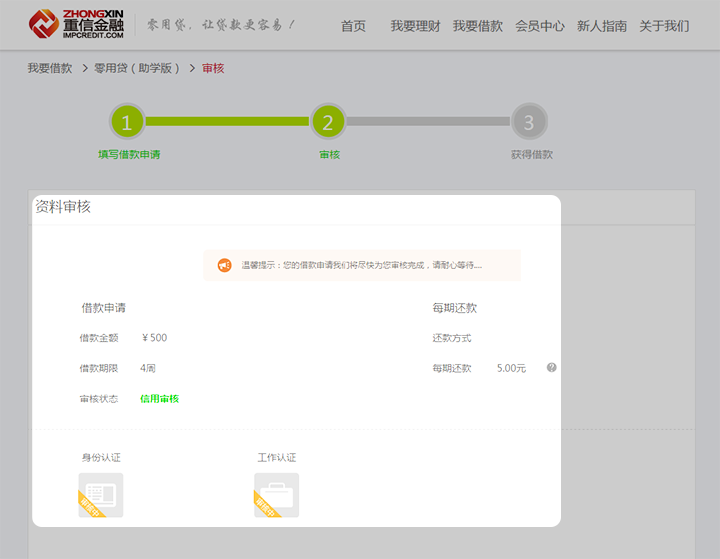 ZHONGXIN
重信金融
IMPCREDIT.COM
零用贷，让贷款更容易！
首页 我要理财 我要借款 会员中心 新人指南 关于我们
我要借款 > 零用贷（助学版） > 审核
1 2 3
填写借款申请 审核 获得借款
资料审核
温馨提示：您的借款申请我们将尽快为您审核完成，请耐心等待....
借款申请 每期还款
借款金额 ￥500 还款方式
借款期限 4周 每期还款 5.00元 ?
审核状态 信用审核
身份认证 工作认证